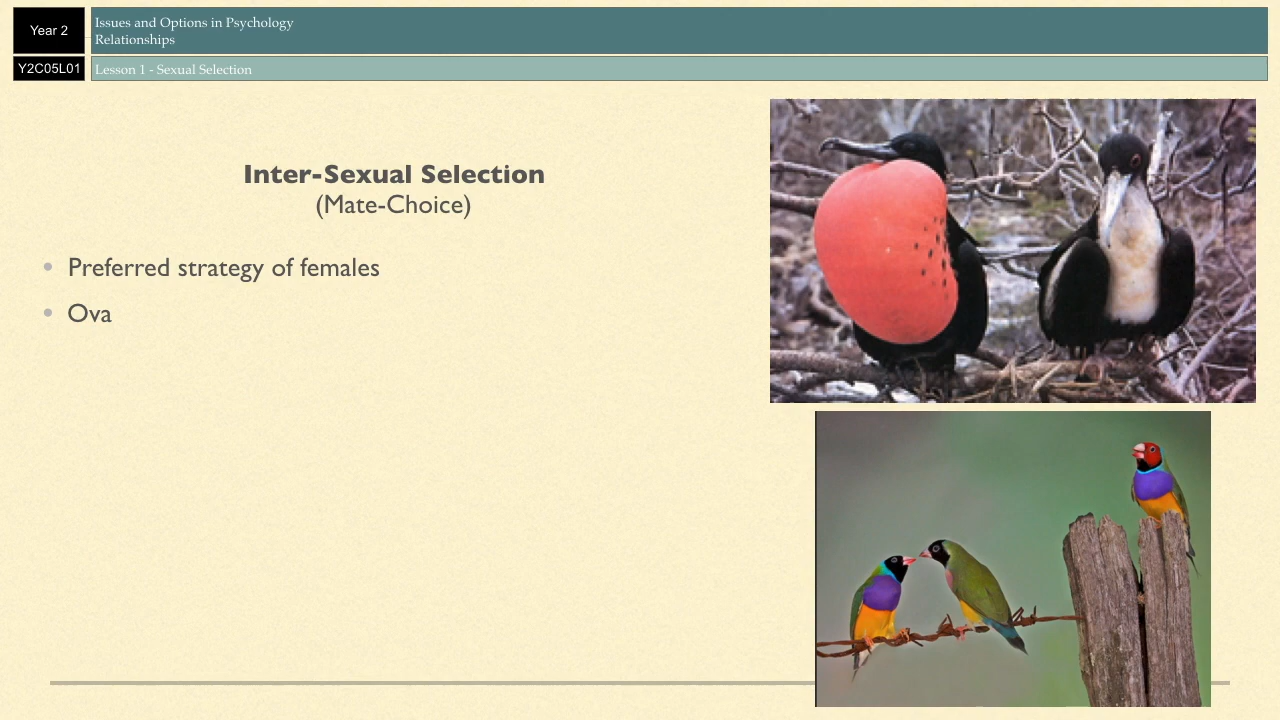 Year 2
Issues and Options in Psychology
Relationships
Y2C05L01
Lesson 1 - Sexual Selection
Inter-Sexual Selection
(Mate-Choice)
• Preferred strategy of females
• Ova